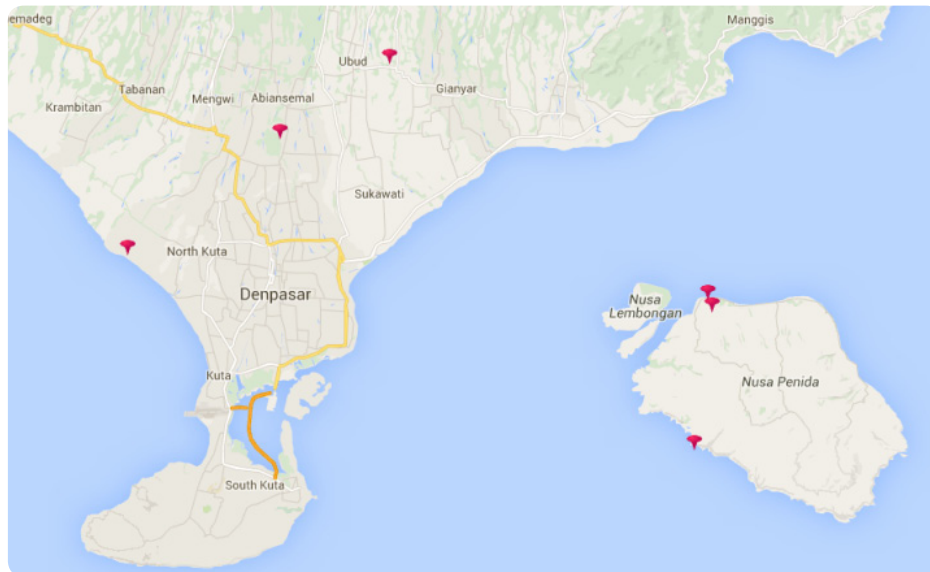 emadeg
Manggis
Ubud
Tabanan
Gianyar
Krambitan
Mengwi
Abiansemal
Sukawati
North Kuta
Denpasar
Nusa
Lembongan
Kuta
Nusa Penida
South Kuta